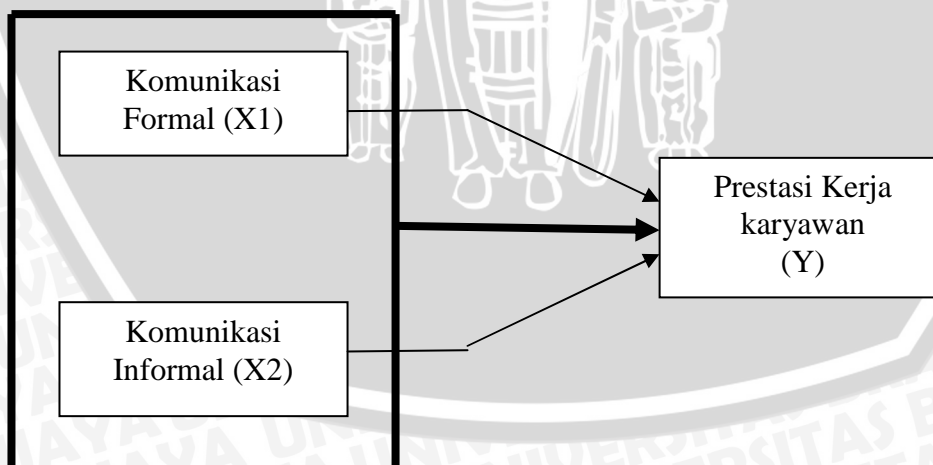 Komunikasi
Formal (X1)
Prestasi Kerja
karyawan
(Y)
Komunikasi
Informal (X2)